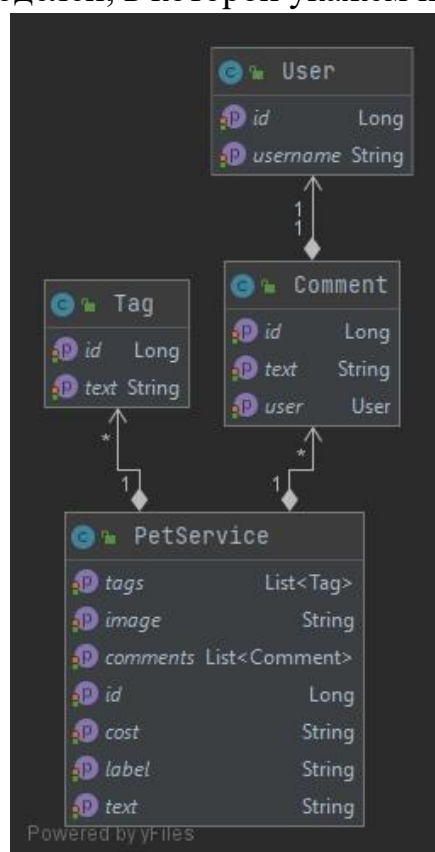 в которой укажем
User
id Long
username String
1
1
Tag
id Long
text String
Comment
id Long
text String
user User
*
*
1
1
PetService
tags List<Tag>
image String
comments List<Comment>
id Long
cost String
label String
text String
Powered by yFiles